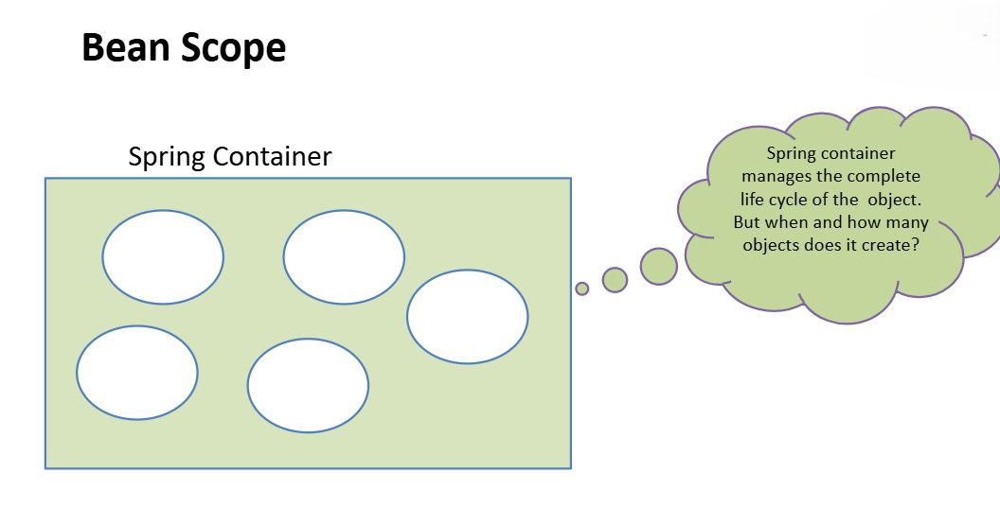 Bean Scope
Spring Container
Spring container
manages the complete
life cycle of the  object.
But when and how many
objects does it create?